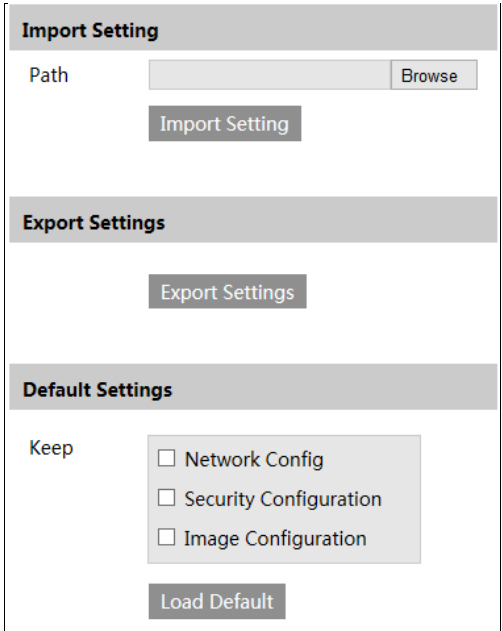 Import Setting
Path Browse
Import Setting
Export Settings
Export Settings
Default Settings
Keep
Network Config
Security Configuration
Image Configuration
Load Default